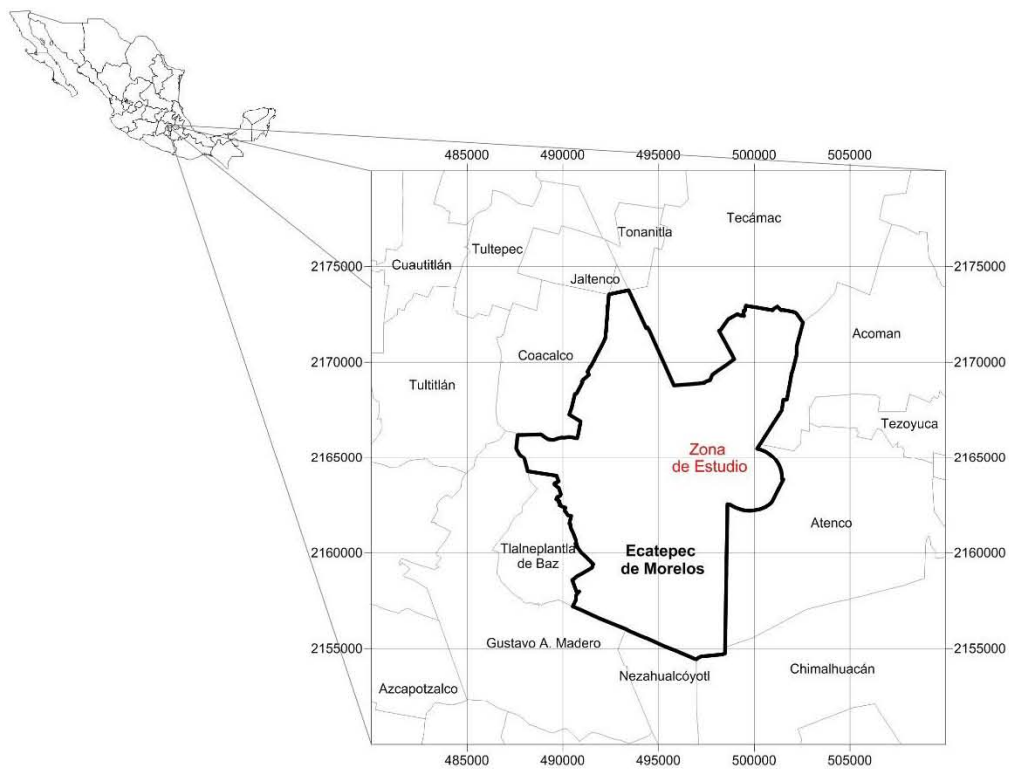 485000 490000 495000 500000 505000
Tecámac
Tonanitla
Tultepec
Cuautitlán
2175000
2175000
Jaltenco
Acoman
Coacalco
2170000
2170000
Tultitlán
Tezoyuca
Zona
de Estudio
2165000
2165000
Atenco
Tlalneplantla
de Baz
Ecatepec
de Morelos
2160000
2160000
Gustavo A. Madero
2155000
2155000
Nezahualcóyotl
Chimalhuacán
Azcapotzalco
485000 490000 495000 500000 505000